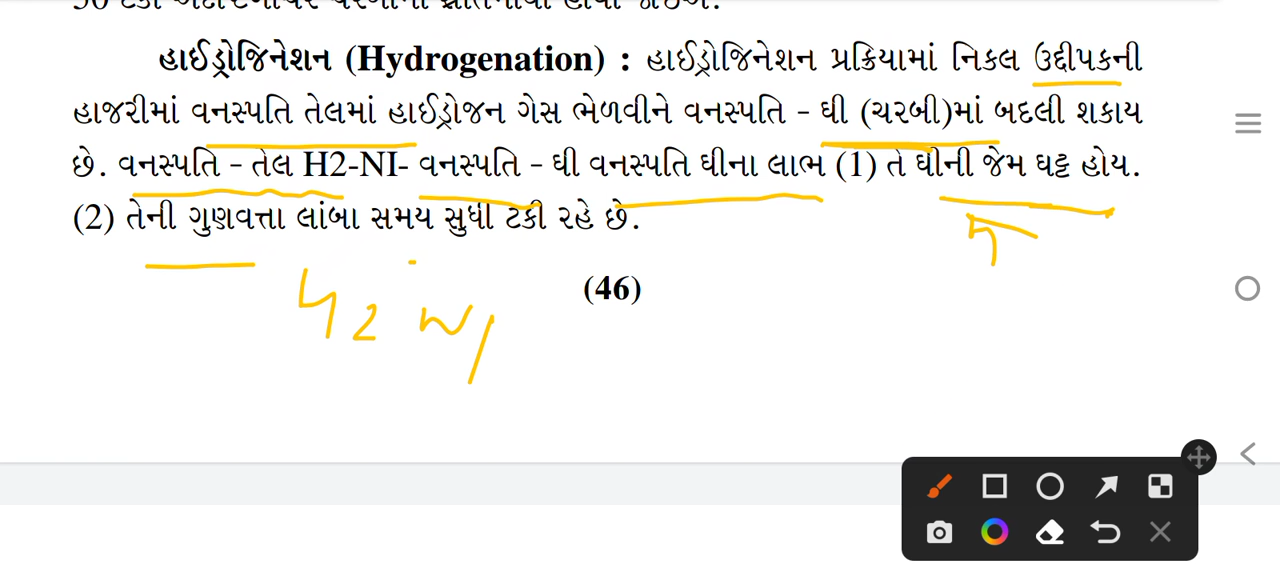 હાઈડ્રોજિનેશન (Hydrogenation) : હાઈડ્રોજિનેશન પ્રક્રિયામાં નિકલ ઉદ્દીપકની
હાજરીમાં વનસ્પતિ તેલમાં હાઈડ્રોજન ગેસ ભેળવીને વનસ્પતિ - ઘી (ચરબી)માં બદલી શકાય
છે. વનસ્પતિ - તેલ H2-NI- વનસ્પતિ - ઘી વનસ્પતિ ઘીના લાભ (1) તે ઘીની જેમ ઘટ્ટ હોય.
(2) તેની ગુણવત્તા લાંબા સમય સુધી ટકી રહે છે.
(46)